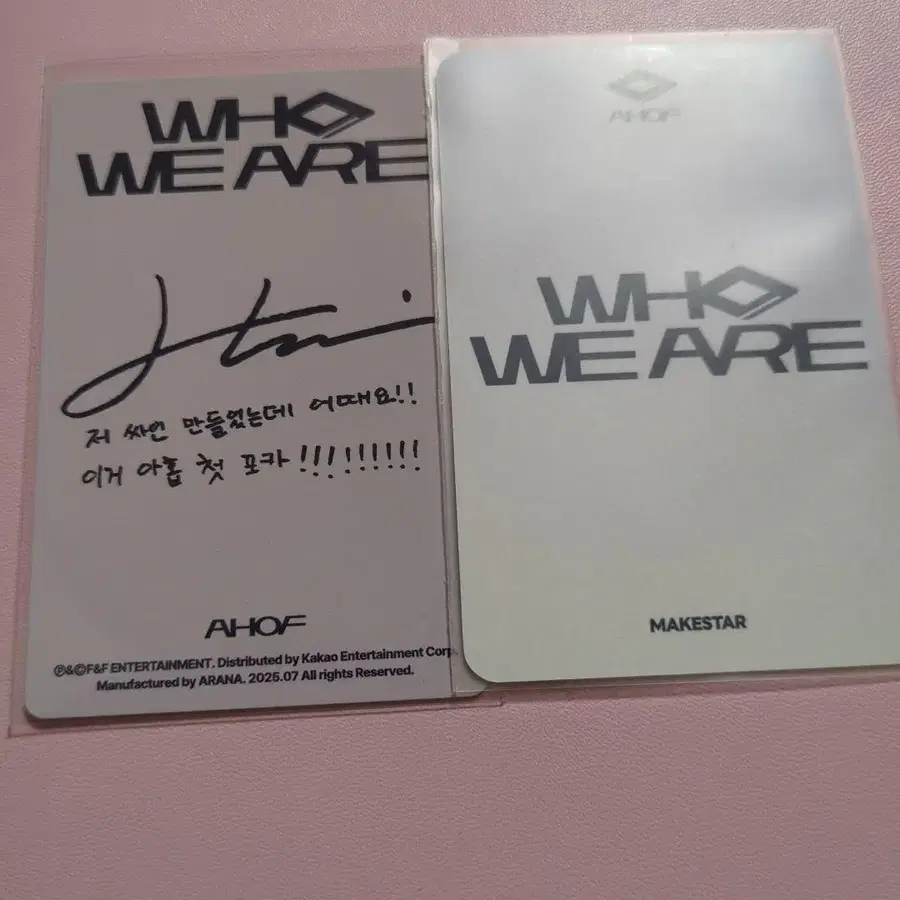 WHO
WE ARE
저 싸인 만들었는데 어때요!!
이거 아홉 첫 포카!!!!!!!!!
AHOF
Ⓟ&©F&F ENTERTAINMENT. Distributed by Kakao Entertainment Corp.
Manufactured by ARANA. 2025.07 All rights Reserved.
AHOF
WHO
WE ARE
MAKESTAR